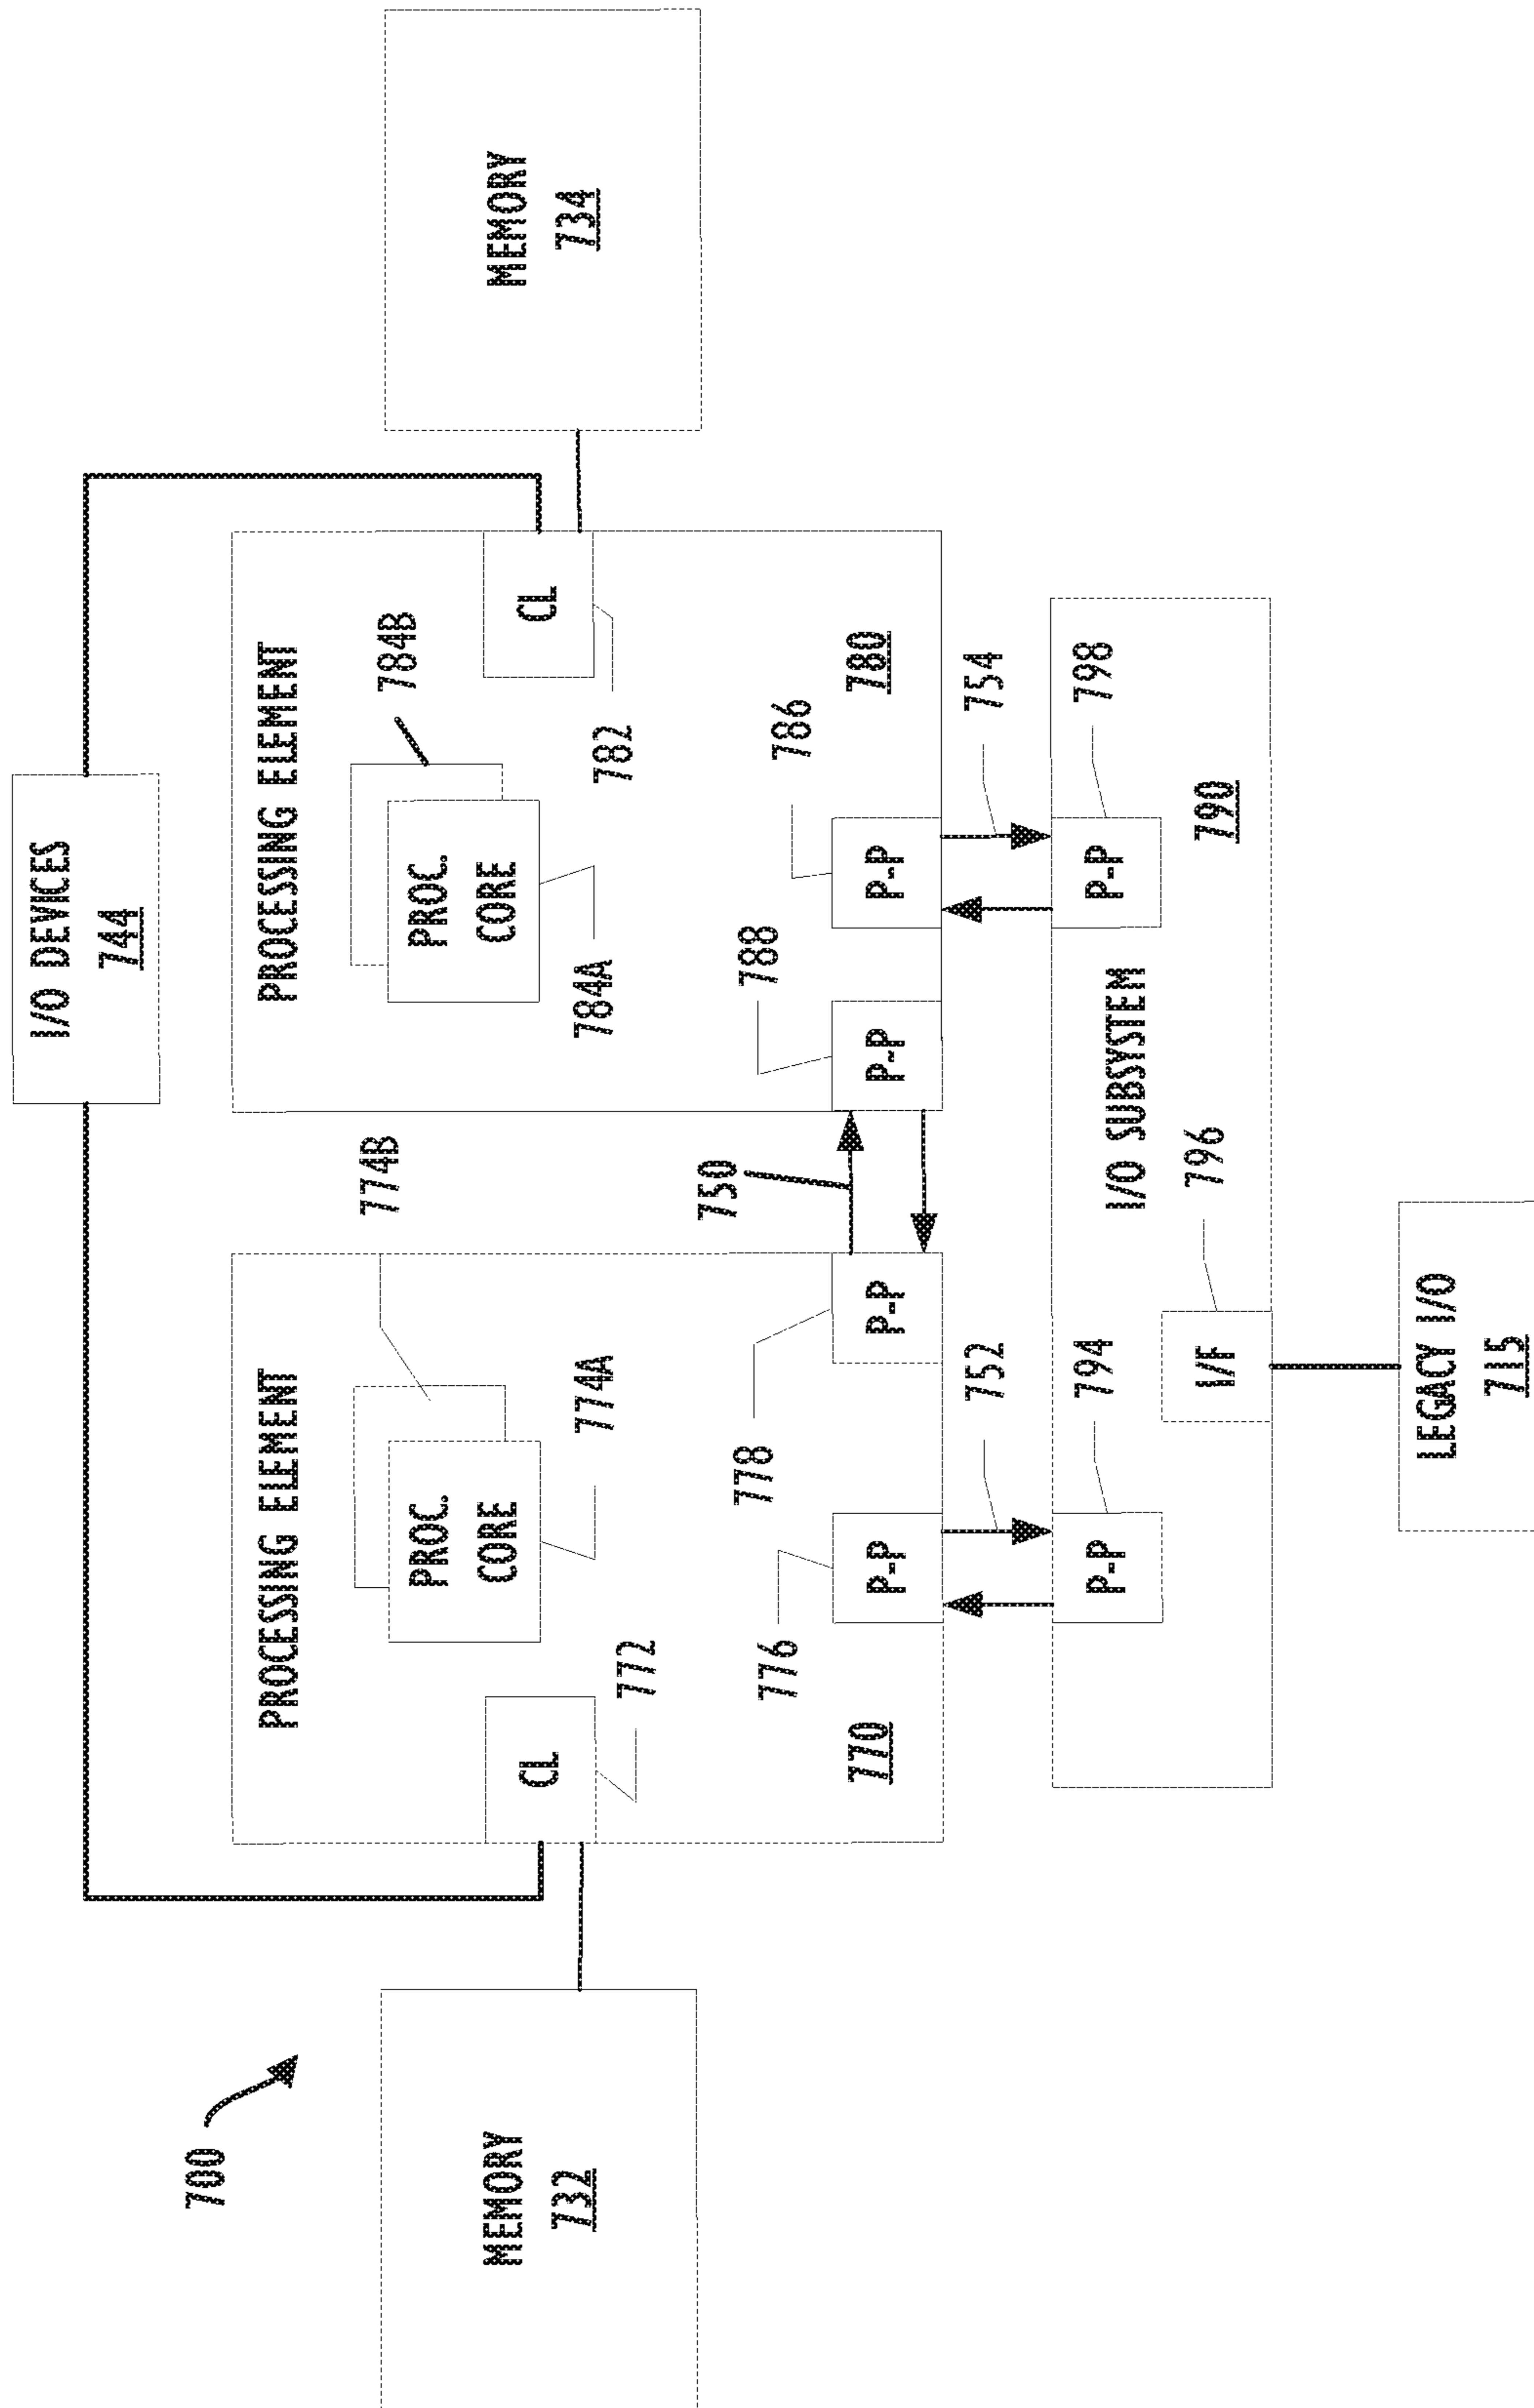 700
I/O DEVICES
744
MEMORY
732
PROCESSING ELEMENT
774B
PROC.
CORE
774A
CL
772
776
778
P-P
P-P
770
750
PROCESSING ELEMENT
784B
PROC.
CORE
784A
CL
782
788
786
P-P
P-P
780
MEMORY
734
752
754
794
798
P-P
P-P
I/O SUBSYSTEM
790
796
I/F
LEGACY I/O
715